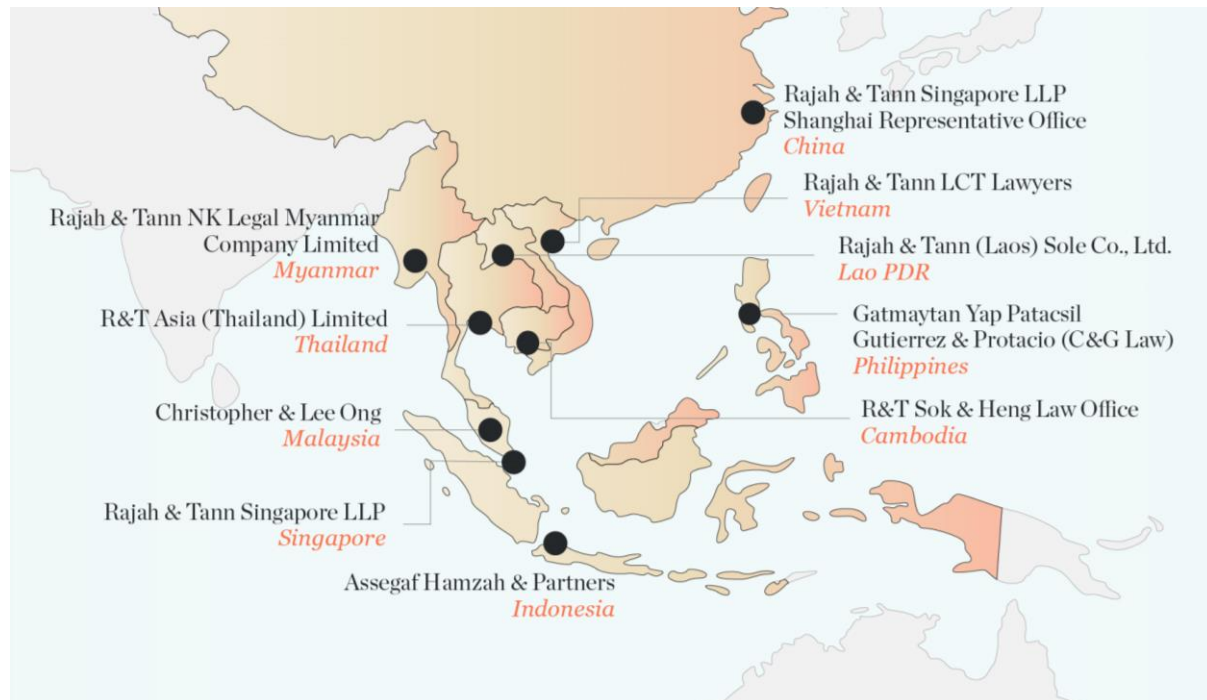 Rajah & Tann Singapore LLP
Shanghai Representative Office
China
Rajah & Tann LCT Lawyers
Vietnam
Rajah & Tann NK Legal Myanmar
Company Limited
Myanmar
Rajah & Tann (Laos) Sole Co., Ltd.
Lao PDR
R&T Asia (Thailand) Limited
Thailand
Gatmaytan Yap Patacsil
Gutierrez & Protacio (C&G Law)
Philippines
Christopher & Lee Ong
Malaysia
R&T Sok & Heng Law Office
Cambodia
Rajah & Tann Singapore LLP
Singapore
Assegaf Hamzah & Partners
Indonesia